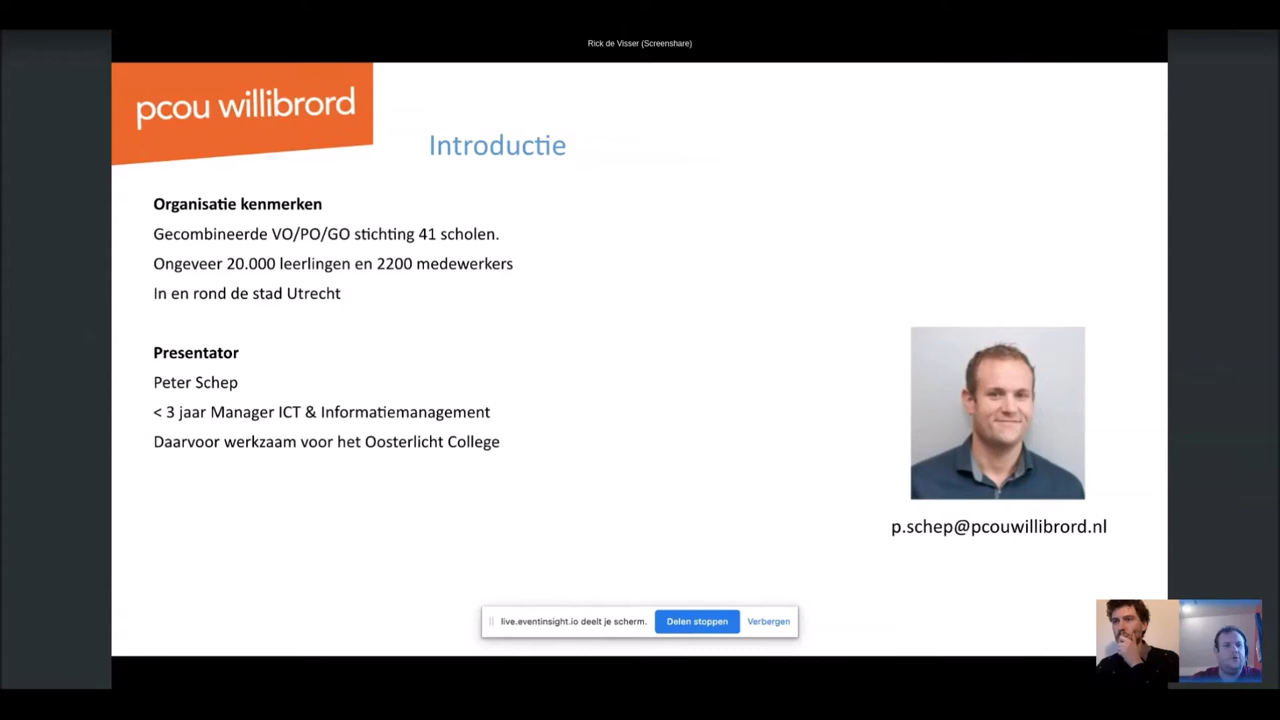 Rick de Visser (Screenshare)
pcou willibrord
Introductie
Organisatie kenmerken
Gecombineerde VO/PO/GO stichting 41 scholen.
Ongeveer 20.000 leerlingen en 2200 medewerkers
In en rond de stad Utrecht
Presentator
Peter Schep
< 3 jaar Manager ICT & Informatiemanagement
Daarvoor werkzaam voor het Oosterlicht College
p.schep@pcouwillibrord.nl
live.eventinsight.io deelt je scherm. Delen stoppen Verbergen